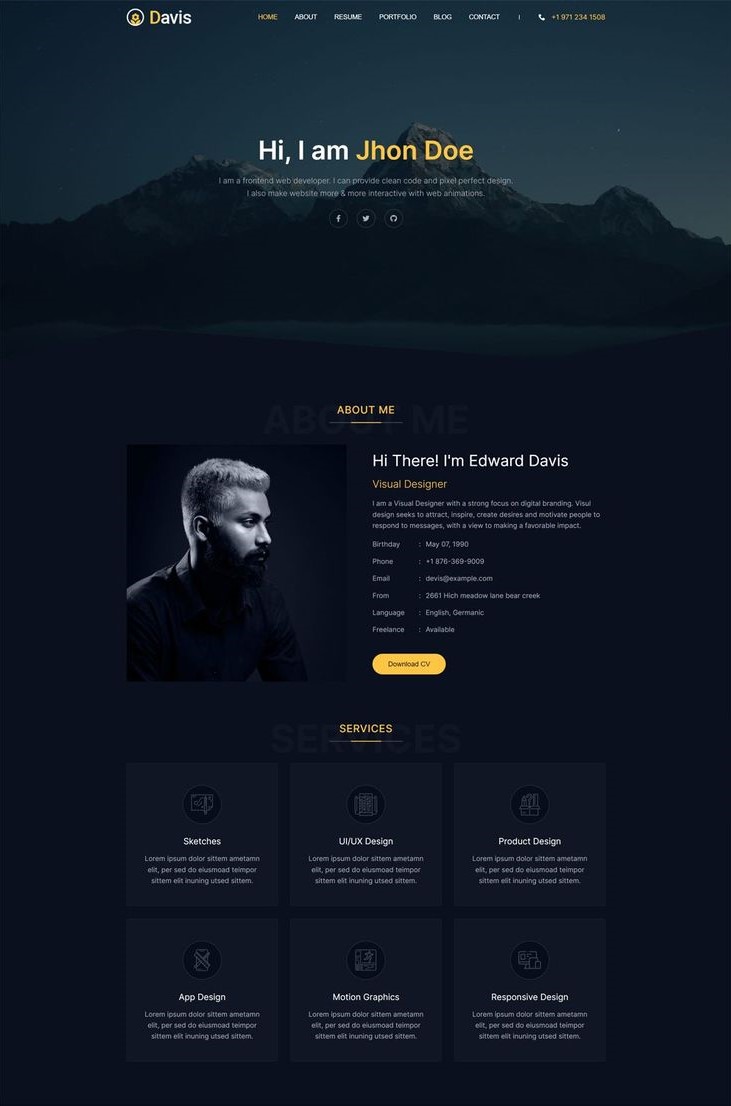 Davis
HOME ABOUT RESUME PORTFOLIO BLOG CONTACT | +1 971 234 1508
Hi, I am Jhon Doe
I am a frontend web developer. I can provide clean code and pixel perfect design.
I also make website more & more interactive with web animations.
ABOUT ME
ABOUT ME
Hi There! I'm Edward Davis
Visual Designer
I am a Visual Designer with a strong focus on digital branding. Visul
design seeks to attract, inspire, create desires and motivate people to
respond to messages, with a view to making a favorable impact.
Birthday : May 07, 1990
Phone : +1 876-369-9009
Email : davis@example.com
From : 2661 Hich meadow lane bear creek
Language : English, Germanic
Freelance : Available
Download CV
SERVICES
SERVICES
Sketches
Lorem ipsum dolor sittem ametamn
elit, per sed do eiusmoad teimpor
sittem elit inuning utsed sittem.
UI/UX Design
Lorem ipsum dolor sittem ametamn
elit, per sed do eiusmoad teimpor
sittem elit inuning utsed sittem.
Product Design
Lorem ipsum dolor sittem ametamn
elit, per sed do eiusmoad teimpor
sittem elit inuning utsed sittem.
App Design
Lorem ipsum dolor sittem ametamn
elit, per sed do eiusmoad teimpor
sittem elit inuning utsed sittem.
Motion Graphics
Lorem ipsum dolor sittem ametamn
elit, per sed do eiusmoad teimpor
sittem elit inuning utsed sittem.
Responsive Design
Lorem ipsum dolor sittem ametamn
elit, per sed do eiusmoad teimpor
sittem elit inuning utsed sittem.